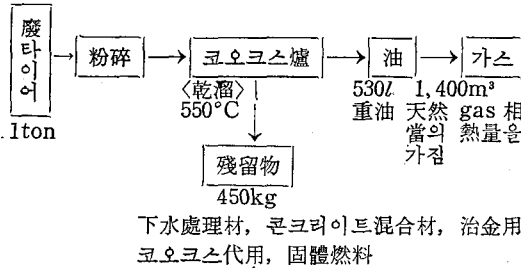 廢타이어
粉碎
코오크스爐
油
가스
1ton
〈乾溜〉
550°C
530l 1,400m³
重油 天然 gas 相
當의 熱量을
가짐
殘留物
450kg
下水處理材, 콘크리이트混合材, 治金用
코오크스代用, 固體燃料